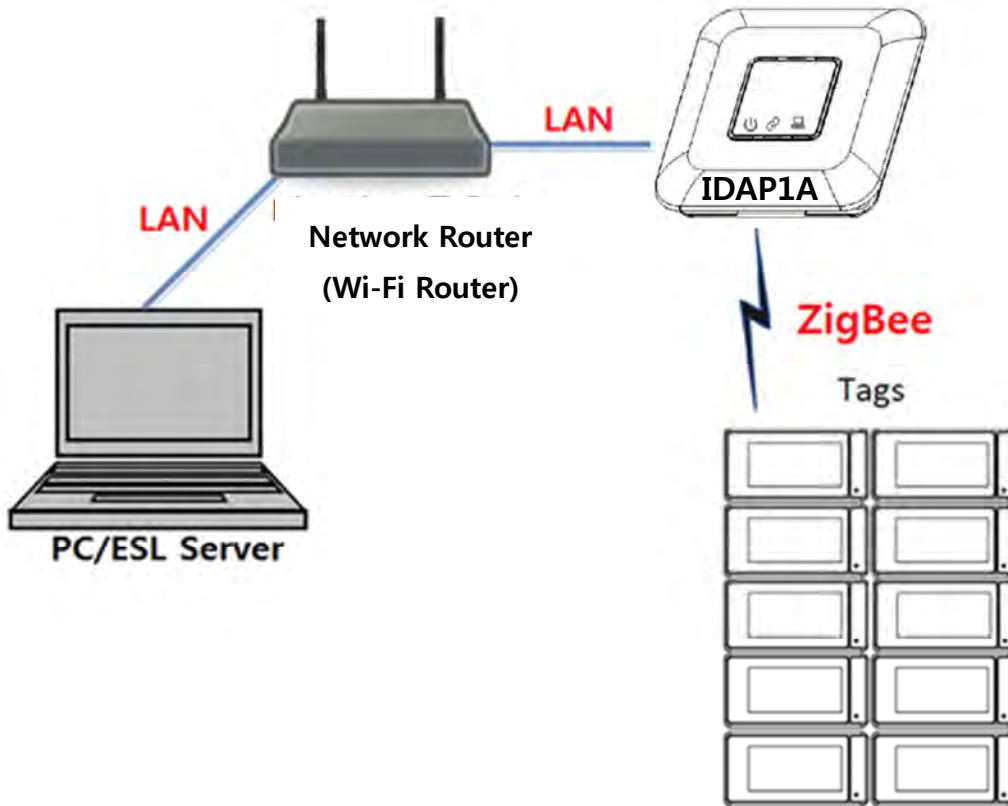 LAN
IDAP1A
LAN
Network Router
(Wi-Fi Router)
ZigBee
Tags
PC/ESL Server